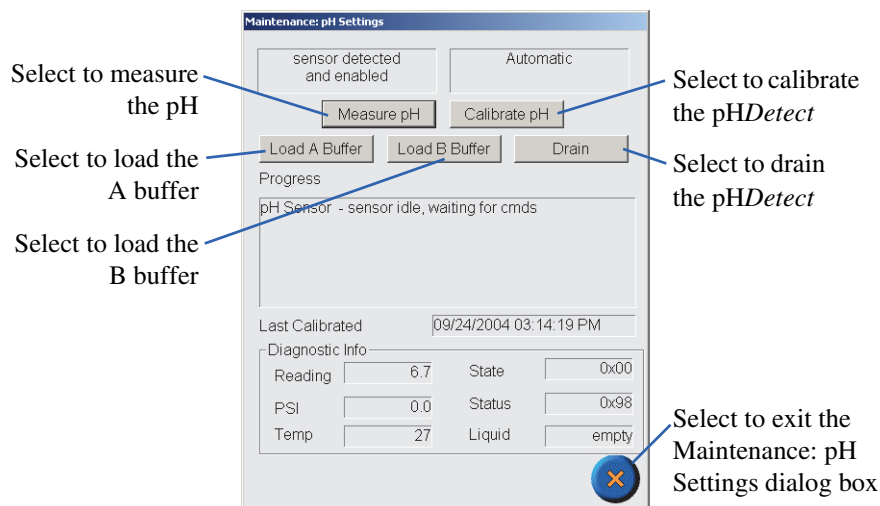 Maintenance: pH Settings
sensor detected
and enabled
Automatic
Select to measure
the pH
Measure pH
Calibrate pH
Select to calibrate
the pHDetect
Select to load the
A buffer
Load A Buffer
Load B Buffer
Drain
Select to drain
the pHDetect
Progress
pH Sensor - sensor idle, waiting for cmds
Select to load the
B buffer
Last Calibrated 09/24/2004 03:14:19 PM
Diagnostic Info
Reading 6.7 State 0x00
PSI 0.0 Status 0x98
Temp 27 Liquid empty
Select to exit the
Maintenance: pH
Settings dialog box